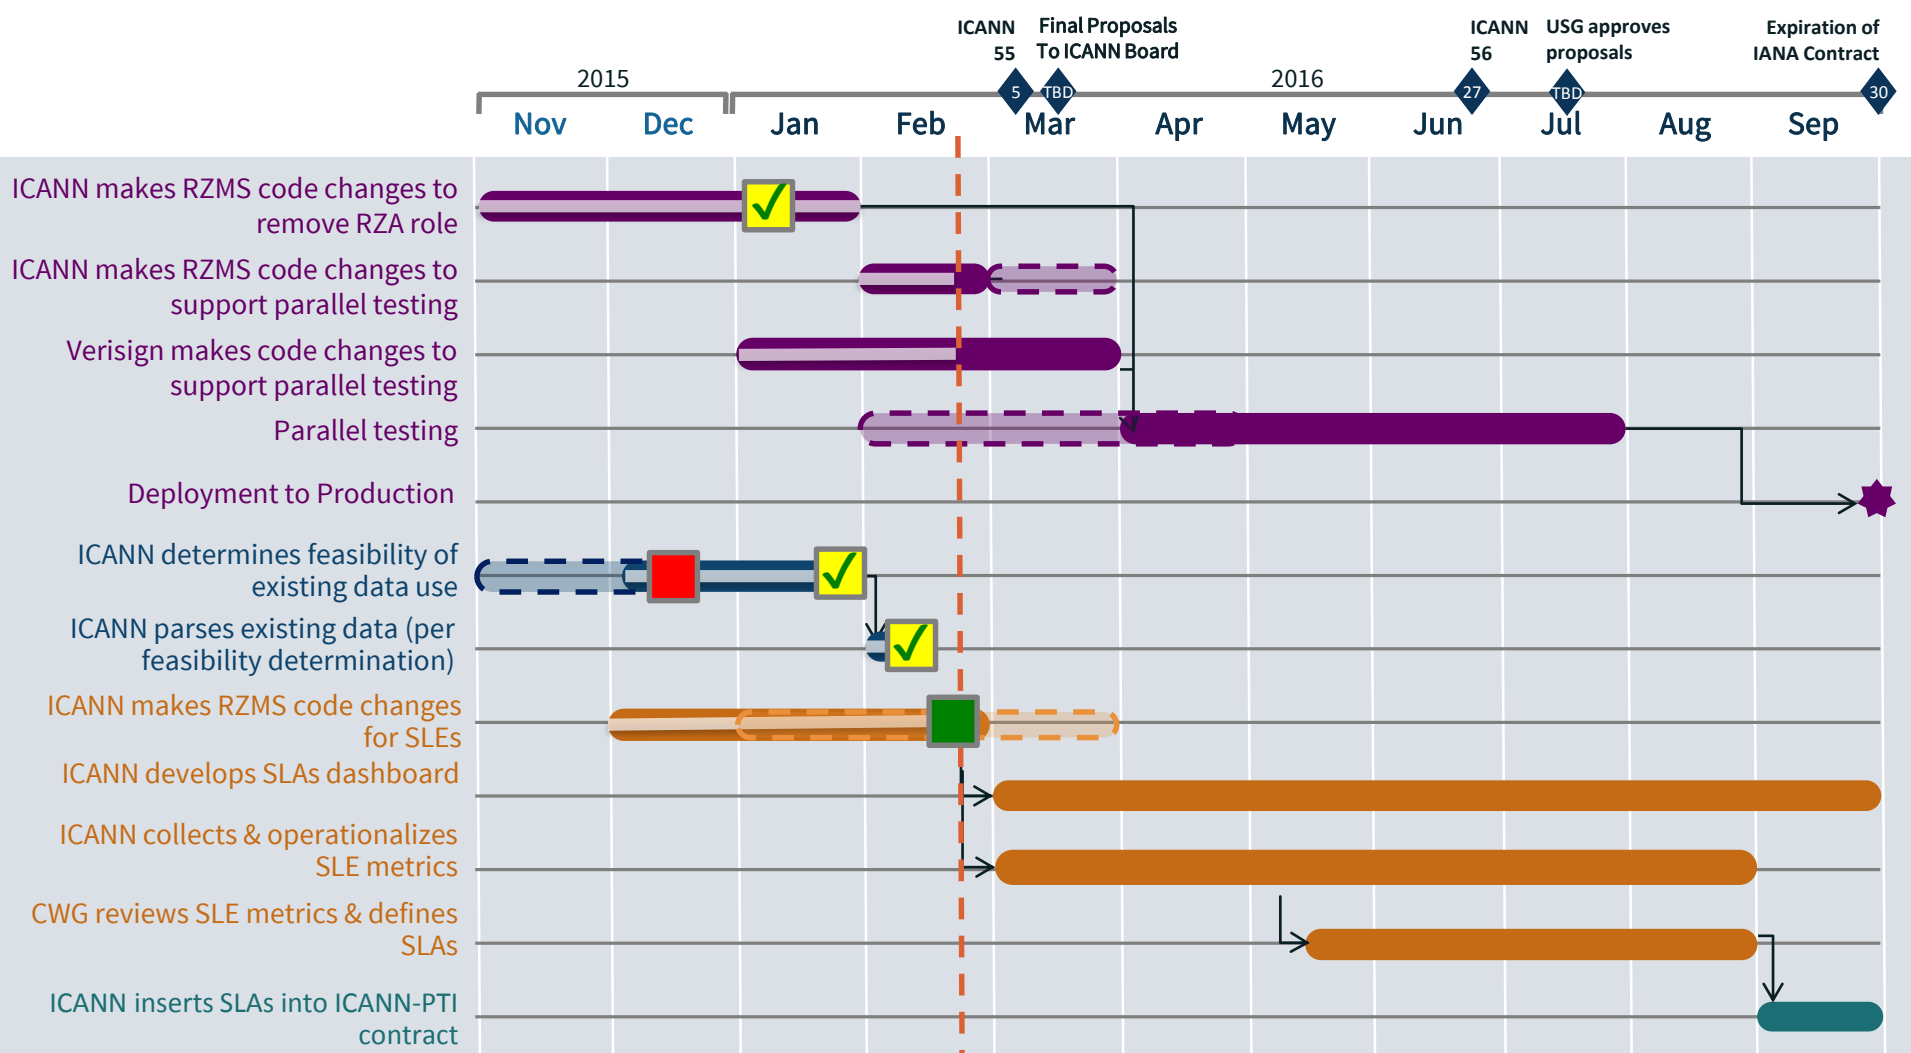 ICANN
55
Final Proposals
To ICANN Board
ICANN
56
USG approves
proposals
Expiration of
IANA Contract
2015
2016
5
TBD
27
TBD
30
Nov
Dec
Jan
Feb
Mar
Apr
May
Jun
Jul
Aug
Sep
ICANN makes RZMS code changes to
remove RZA role
ICANN makes RZMS code changes to
support parallel testing
Verisign makes code changes to
support parallel testing
Parallel testing
Deployment to Production
ICANN determines feasibility of
existing data use
ICANN parses existing data (per
feasibility determination)
ICANN makes RZMS code changes
for SLEs
ICANN develops SLAs dashboard
ICANN collects & operationalizes
SLE metrics
CWG reviews SLE metrics & defines
SLAs
ICANN inserts SLAs into ICANN-PTI
contract